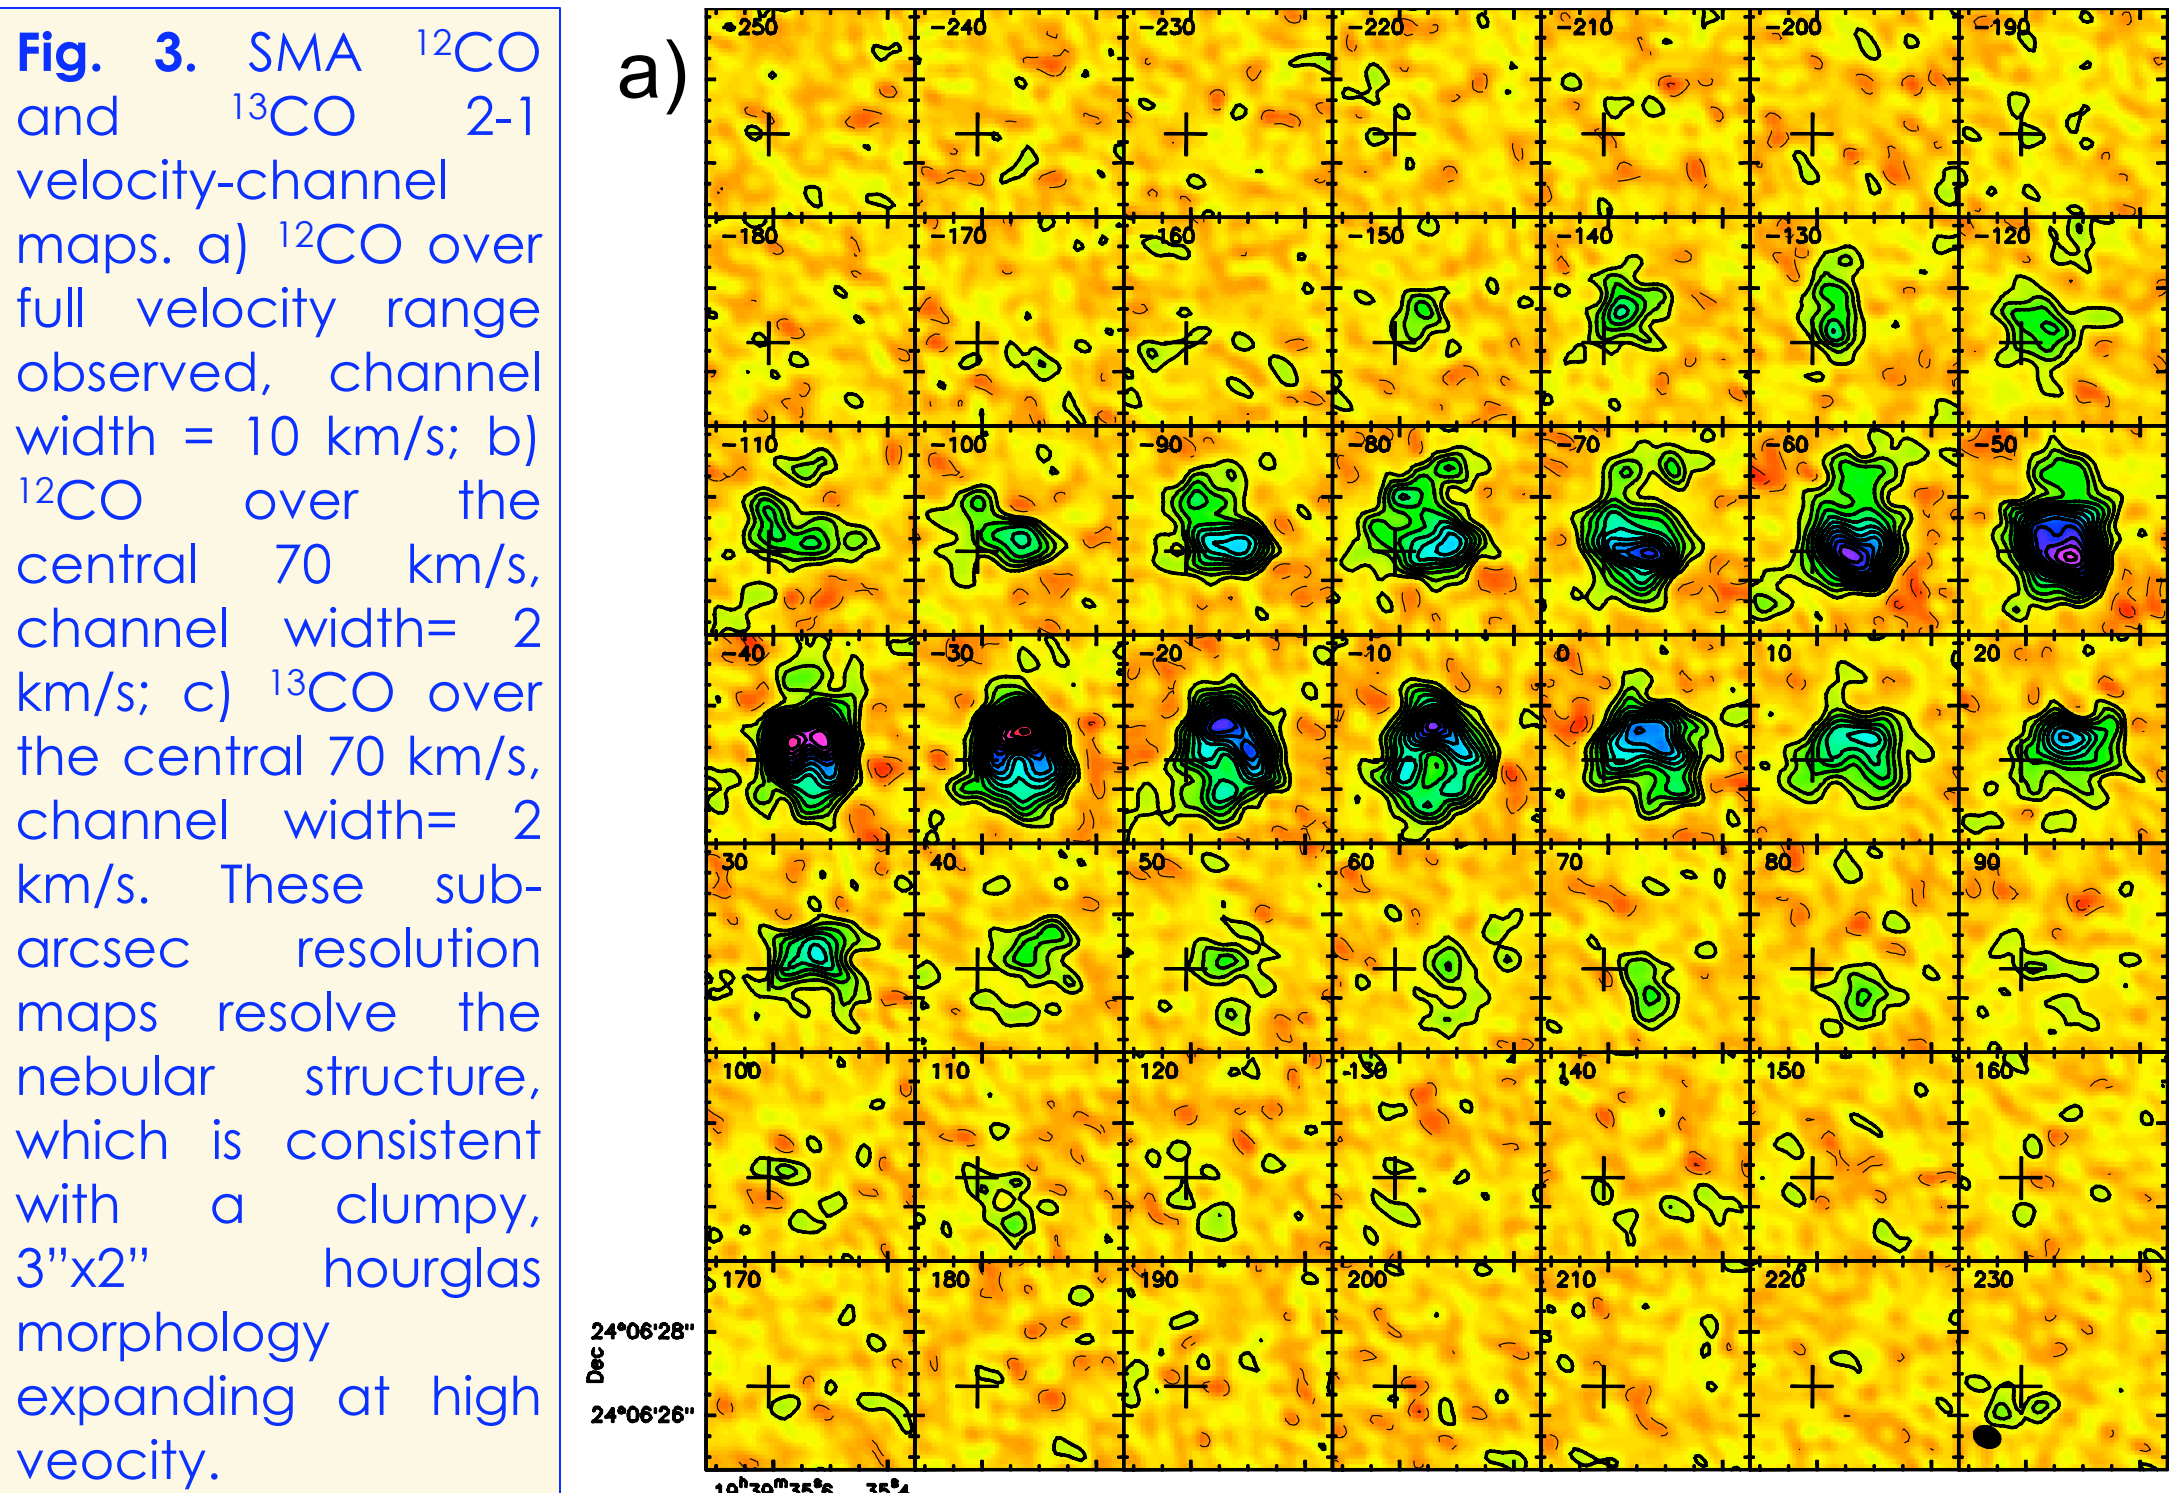 Fig. 3. SMA ¹²CO
and ¹³CO 2-1
velocity-channel
maps. a) ¹²CO over
full velocity range
observed, channel
width = 10 km/s; b)
¹²CO over the
central 70 km/s,
channel width= 2
km/s; c) ¹³CO over
the central 70 km/s,
channel width= 2
km/s. These sub-
arcsec resolution
maps resolve the
nebular structure,
which is consistent
with a clumpy,
3”x2” hourglas
morphology
expanding at high
veocity.
a)
-250 -240 -230 -220 -210 -200 -190
-180 -170 -160 -150 -140 -130 -120
-110 -100 -90 -80 -70 -60 -50
-40 -30 -20 -10 0 10 20
30 40 50 60 70 80 90
100 110 120 130 140 150 160
170 180 190 200 210 220 230
24°06'28"
Dec
24°06'26"
19ʰ39ᵐ35ˢ6 35ˢ4